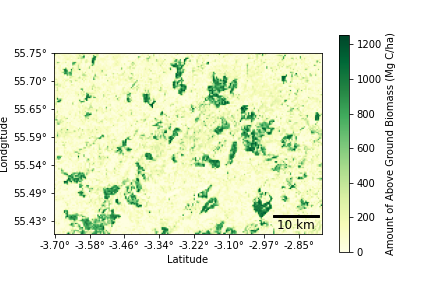 55.75°
55.70°
55.65°
55.59°
55.54°
55.49°
55.43°
Londgitude
-3.70° -3.58° -3.46° -3.34° -3.22° -3.10° -2.97° -2.85°
Latitude
10 km
1200
1000
800
600
400
200
0
Amount of Above Ground Biomass (Mg C/ha)